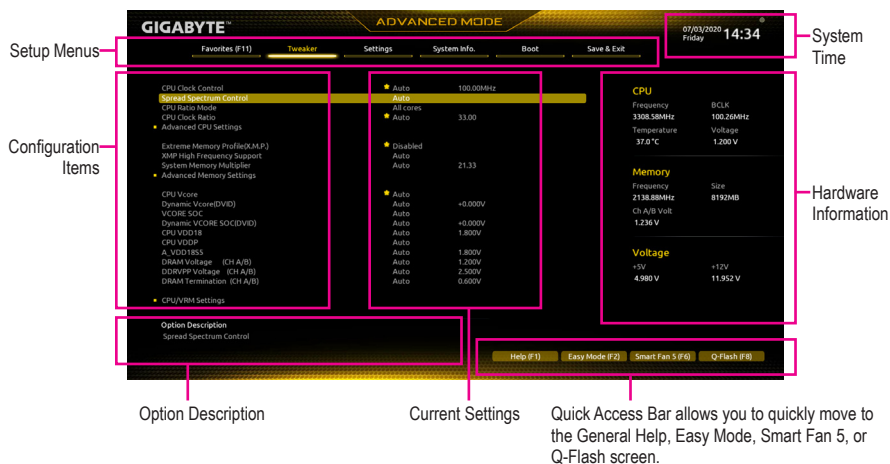 GIGABYTE™
ADVANCED MODE
07/03/2020 Friday 14:34
System Time
Setup Menus
Favorites (F11) Tweaker Settings System Info. Boot Save & Exit
Configuration Items
CPU Clock Control Auto 100.00MHz
Spread Spectrum Control Auto
CPU Ratio Mode All cores
CPU Clock Ratio Auto 33.00
Advanced CPU Settings
Extreme Memory Profile(X.M.P.) Disabled
XMP High Frequency Support Auto
System Memory Multiplier Auto 21.33
Advanced Memory Settings
CPU Vcore Auto
Dynamic Vcore(DVID) Auto +0.000V
VCORE SOC Auto
Dynamic VCORE SOC(DVID) Auto +0.000V
CPU VDD18 Auto 1.800V
CPU VDDP Auto
A_VDD18S5 Auto 1.800V
DRAM Voltage (CH A/B) Auto 1.200V
DDRVPP Voltage (CH A/B) Auto 2.500V
DRAM Termination (CH A/B) Auto 0.600V
CPU/VRM Settings
CPU
Frequency BCLK
3308.58MHz 100.26MHz
Temperature Voltage
37.0 °C 1.200 V
Memory
Frequency Size
2138.88MHz 8192MB
Ch A/B Volt
1.236 V
Voltage
+5V +12V
4.980 V 11.952 V
Hardware Information
Option Description
Spread Spectrum Control
Help (F1) Easy Mode (F2) Smart Fan 5 (F6) Q-Flash (F8)
Option Description
Current Settings
Quick Access Bar allows you to quickly move to
the General Help, Easy Mode, Smart Fan 5, or
Q-Flash screen.